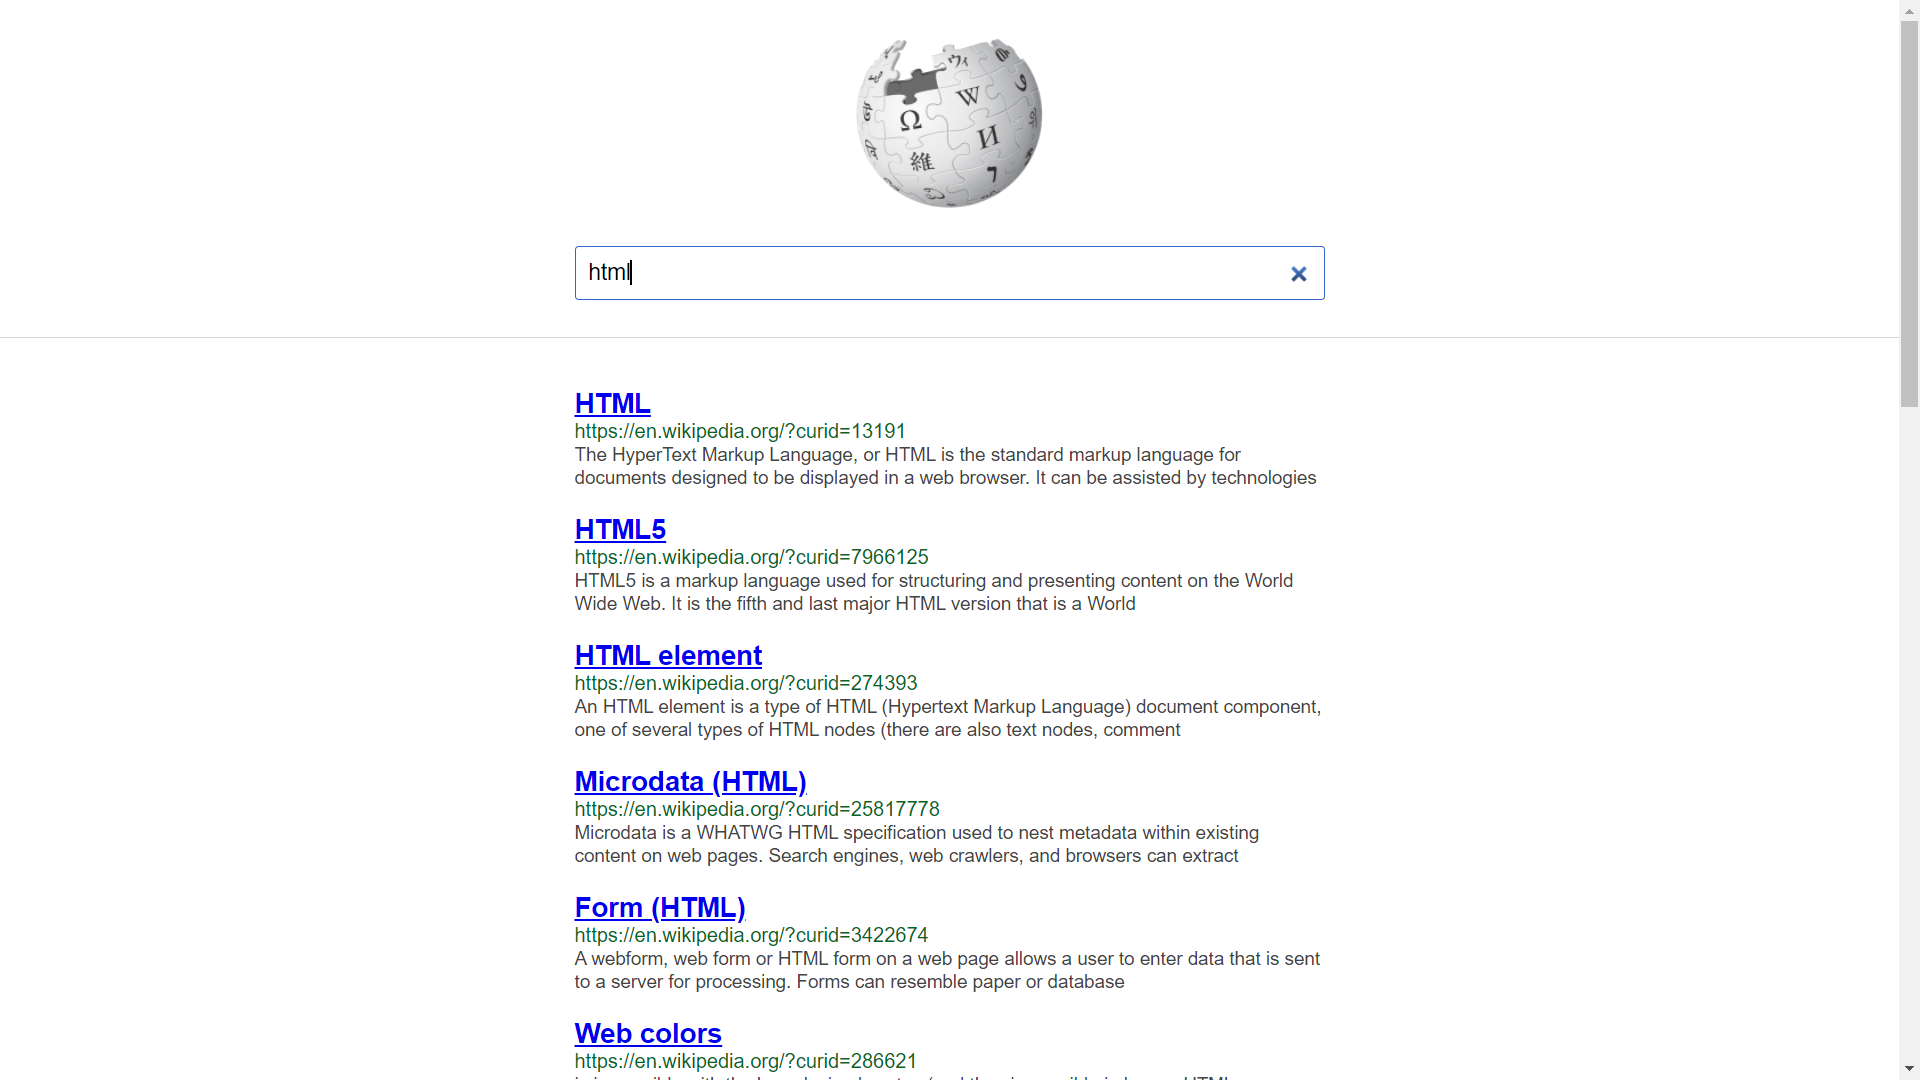 html
HTML
https://en.wikipedia.org/?curid=13191
The HyperText Markup Language, or HTML is the standard markup language for
documents designed to be displayed in a web browser. It can be assisted by technologies
HTML5
https://en.wikipedia.org/?curid=7966125
HTML5 is a markup language used for structuring and presenting content on the World
Wide Web. It is the fifth and last major HTML version that is a World
HTML element
https://en.wikipedia.org/?curid=274393
An HTML element is a type of HTML (Hypertext Markup Language) document component,
one of several types of HTML nodes (there are also text nodes, comment
Microdata (HTML)
https://en.wikipedia.org/?curid=25817778
Microdata is a WHATWG HTML specification used to nest metadata within existing
content on web pages. Search engines, web crawlers, and browsers can extract
Form (HTML)
https://en.wikipedia.org/?curid=3422674
A webform, web form or HTML form on a web page allows a user to enter data that is sent
to a server for processing. Forms can resemble paper or database
Web colors
https://en.wikipedia.org/?curid=286621